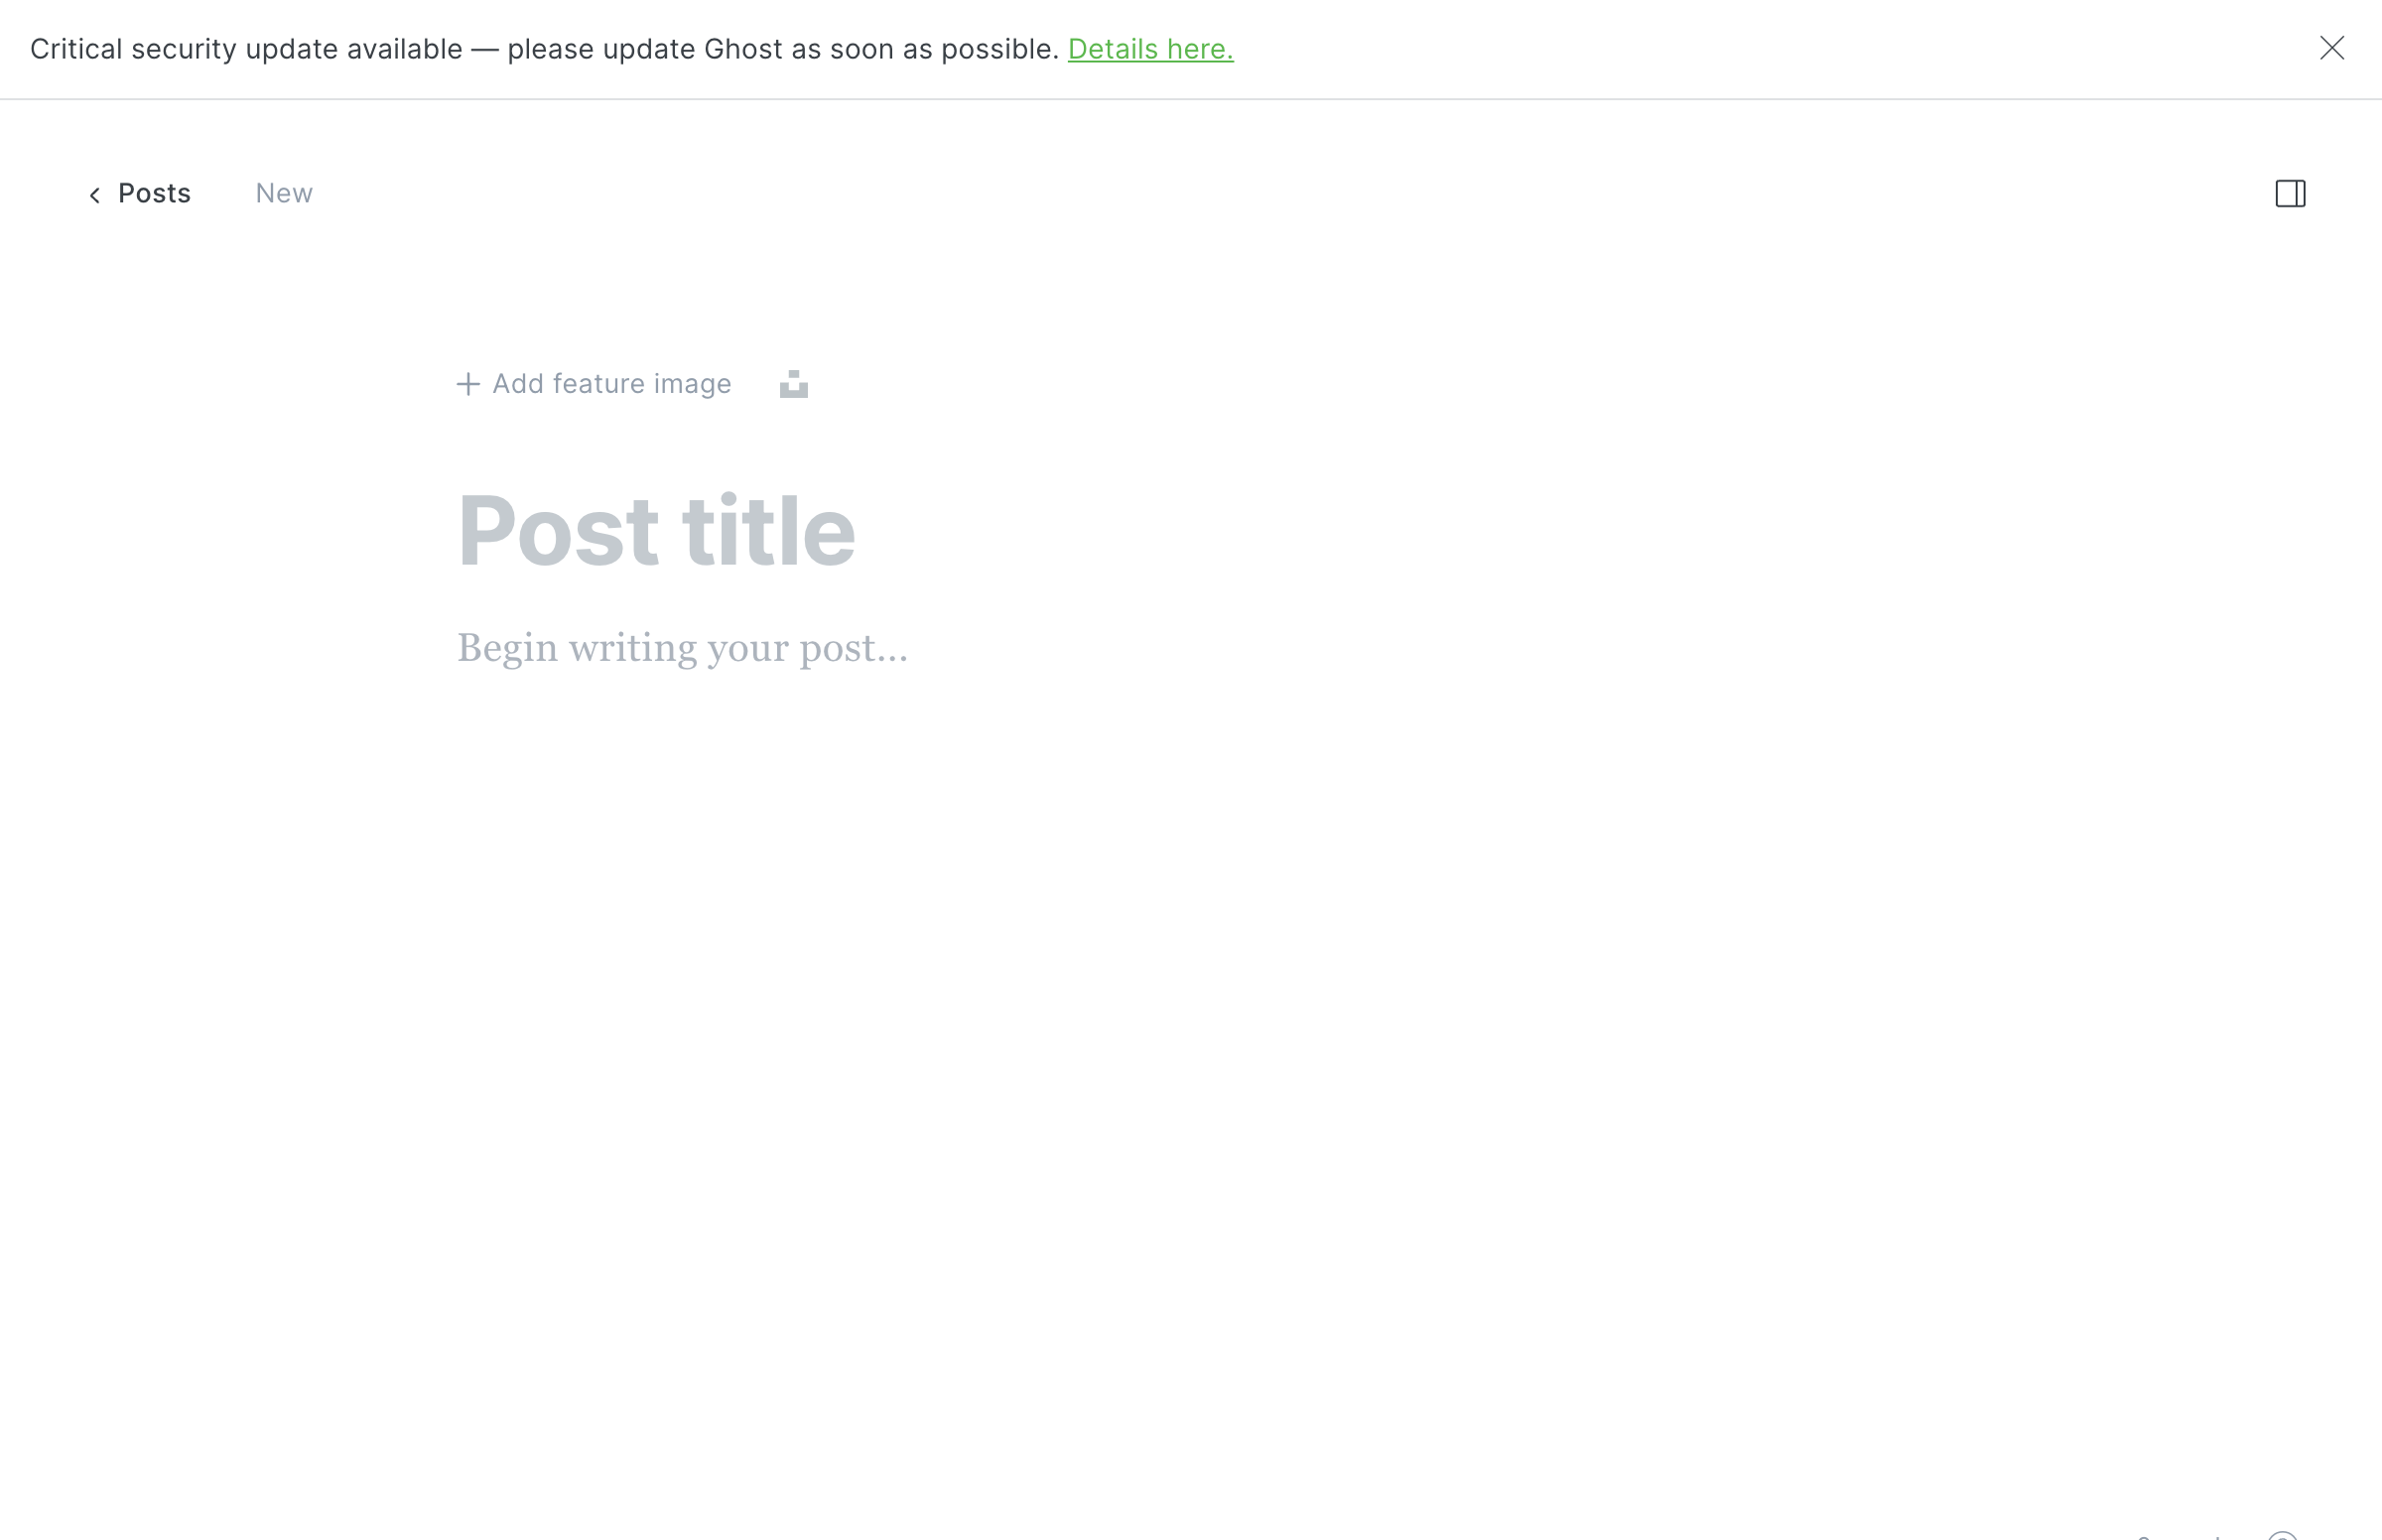 Critical security update available — please update Ghost as soon as possible. Details here.
Posts New
Add feature image
Post title
Begin writing your post...